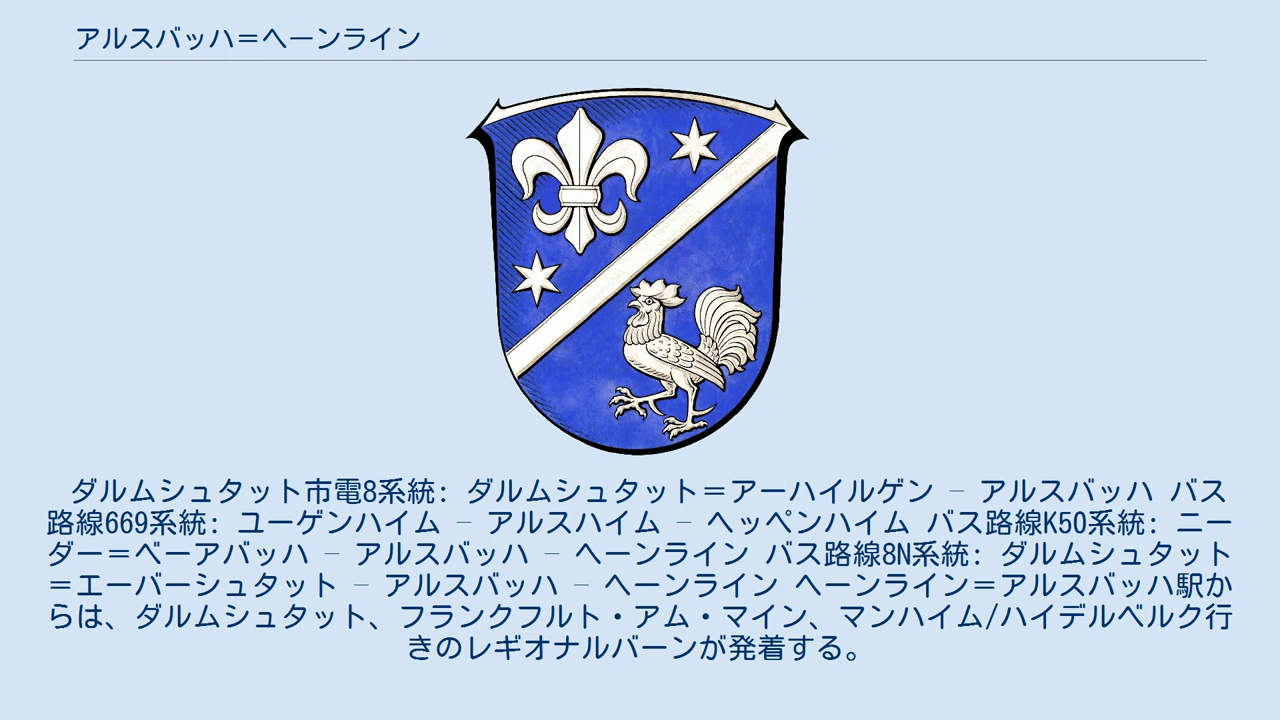 アルスバッハ＝ヘーンライン
ダルムシュタット市電8系統: ダルムシュタット＝アーハイルゲン – アルスバッハ バス
路線669系統: ユーゲンハイム – アルスハイム – ヘッペンハイム バス路線K50系統: ニー
ダー＝ベーアバッハ – アルスバッハ – ヘーンライン バス路線8N系統: ダルムシュタット
＝エーバーシュタット – アルスバッハ – ヘーンライン ヘーンライン＝アルスバッハ駅か
らは、ダルムシュタット、フランクフルト・アム・マイン、マンハイム/ハイデルベルク行
きのレギオナルバーンが発着する。